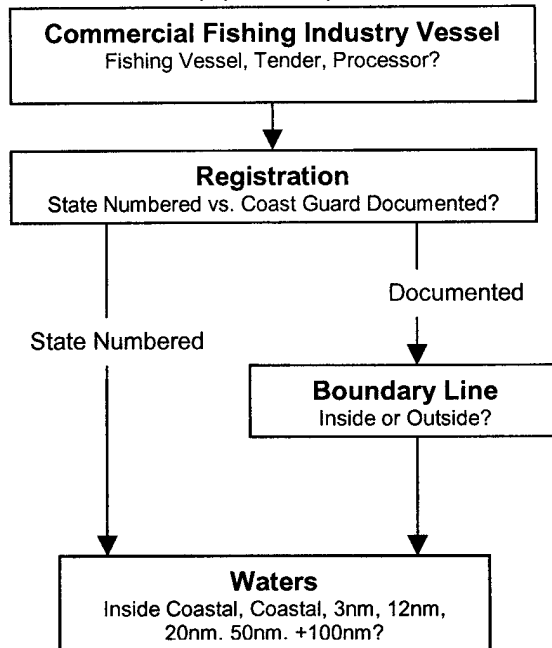 Commercial Fishing Industry Vessel
Fishing Vessel, Tender, Processor?
Registration
State Numbered vs. Coast Guard Documented?
Documented
State Numbered
Boundary Line
Inside or Outside?
Waters
Inside Coastal, Coastal, 3nm, 12nm,
20nm. 50nm. +100nm?